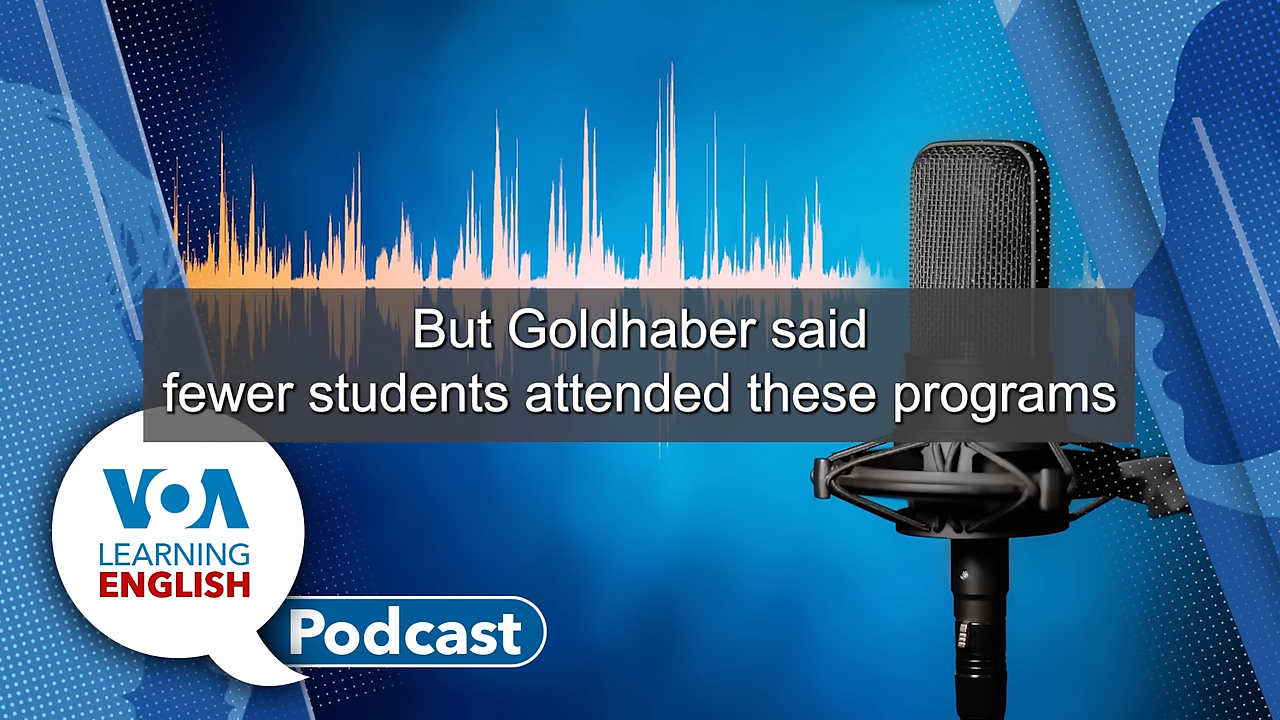 But Goldhaber said
fewer students attended these programs
VOA
LEARNING
ENGLISH
Podcast